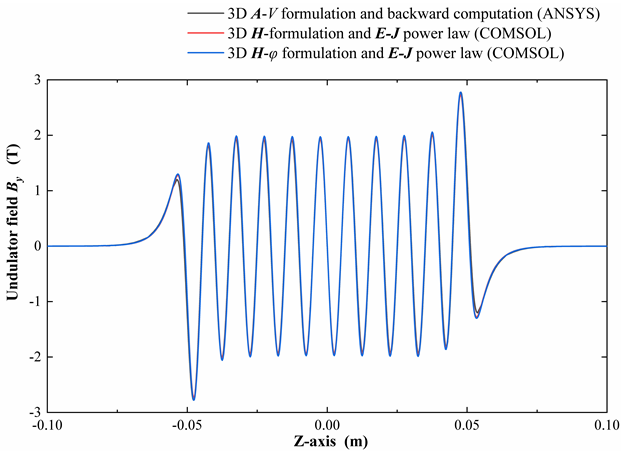 3D A-V formulation and backward computation (ANSYS)
3D H-formulation and E-J power law (COMSOL)
3D H-φ formulation and E-J power law (COMSOL)
Undulator field By (T)
3
2
1
0
-1
-2
-3
-0.10
-0.05
0.00
0.05
0.10
Z-axis (m)